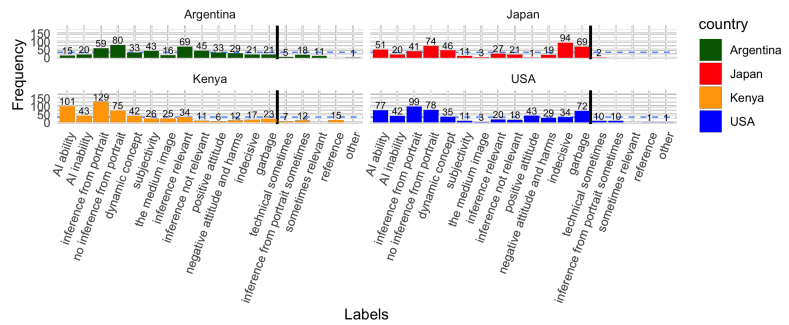 Argentina
Japan
country
150
100
50
0
15 20 59 80 33 43 16 69 45 33 29 21 21 5 18 11 1
51 20 41 74 46 11 3 27 21 1 19 94 69 2
Argentina
Japan
Kenya
USA
Frequency
Kenya
USA
150
100
50
0
101 43 129 75 42 26 25 34 11 6 12 17 23 7 12 15
77 42 99 78 35 11 3 20 18 43 29 34 72 10 10 1 1
AI ability
AI inability
inference from portrait
no inference from portrait
dynamic concept
subjectivity
the medium image
inference relevant
inference not relevant
positive attitude
negative attitude and harms
indecisive
garbage
technical sometimes
inference from portrait sometimes
sometimes relevant
reference
other
AI ability
AI inability
inference from portrait
no inference from portrait
dynamic concept
subjectivity
the medium image
inference relevant
inference not relevant
positive attitude
negative attitude and harms
indecisive
garbage
technical sometimes
inference from portrait sometimes
sometimes relevant
reference
other
Labels